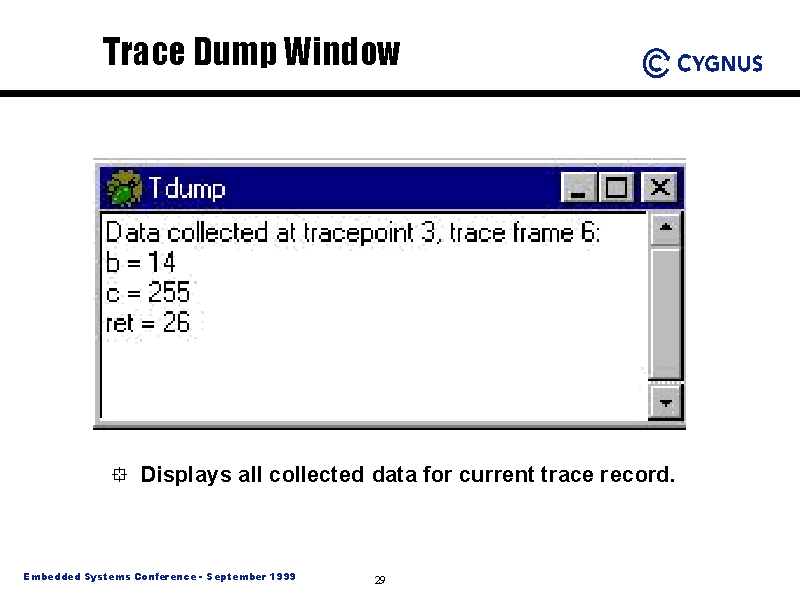 Trace Dump Window
CYGNUS
Tdump
Data collected at tracepoint 3, trace frame 6:
b = 14
c = 255
ret = 26
Displays all collected data for current trace record.
Embedded Systems Conference - September 1999
29